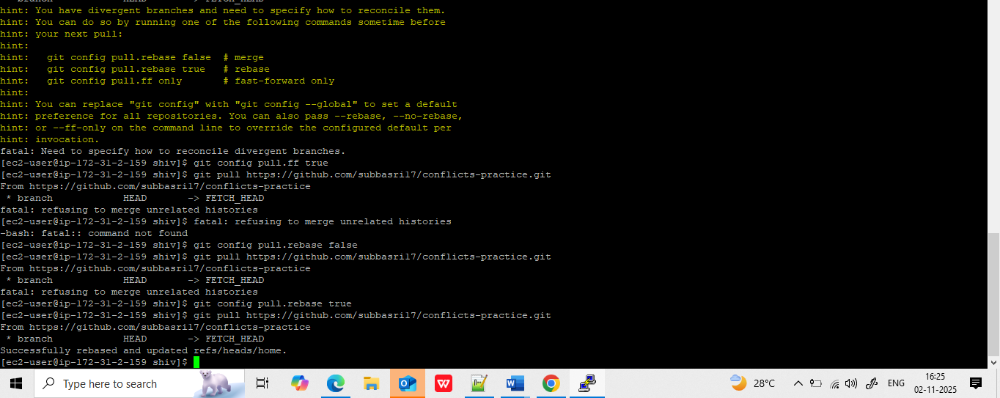 * branch HEAD -> FETCH_HEAD
hint: You have divergent branches and need to specify how to reconcile them.
hint: You can do so by running one of the following commands sometime before
hint: your next pull:
hint:
hint:   git config pull.rebase false  # merge
hint:   git config pull.rebase true   # rebase
hint:   git config pull.ff only       # fast-forward only
hint:
hint: You can replace "git config" with "git config --global" to set a default
hint: preference for all repositories. You can also pass --rebase, --no-rebase,
hint: or --ff-only on the command line to override the configured default per
hint: invocation.
fatal: Need to specify how to reconcile divergent branches.
[ec2-user@ip-172-31-2-159 shiv]$ git config pull.ff true
[ec2-user@ip-172-31-2-159 shiv]$ git pull https://github.com/subbasri17/conflicts-practice.git
From https://github.com/subbasri17/conflicts-practice
 * branch            HEAD       -> FETCH_HEAD
fatal: refusing to merge unrelated histories
[ec2-user@ip-172-31-2-159 shiv]$ fatal: refusing to merge unrelated histories
-bash: fatal:: command not found
[ec2-user@ip-172-31-2-159 shiv]$ git config pull.rebase false
[ec2-user@ip-172-31-2-159 shiv]$ git pull https://github.com/subbasri17/conflicts-practice.git
From https://github.com/subbasri17/conflicts-practice
 * branch            HEAD       -> FETCH_HEAD
fatal: refusing to merge unrelated histories
[ec2-user@ip-172-31-2-159 shiv]$ git config pull.rebase true
[ec2-user@ip-172-31-2-159 shiv]$ git pull https://github.com/subbasri17/conflicts-practice.git
From https://github.com/subbasri17/conflicts-practice
 * branch            HEAD       -> FETCH_HEAD
Successfully rebased and updated refs/heads/home.
[ec2-user@ip-172-31-2-159 shiv]$
Type here to search
28°C
ENG
16:25
02-11-2025